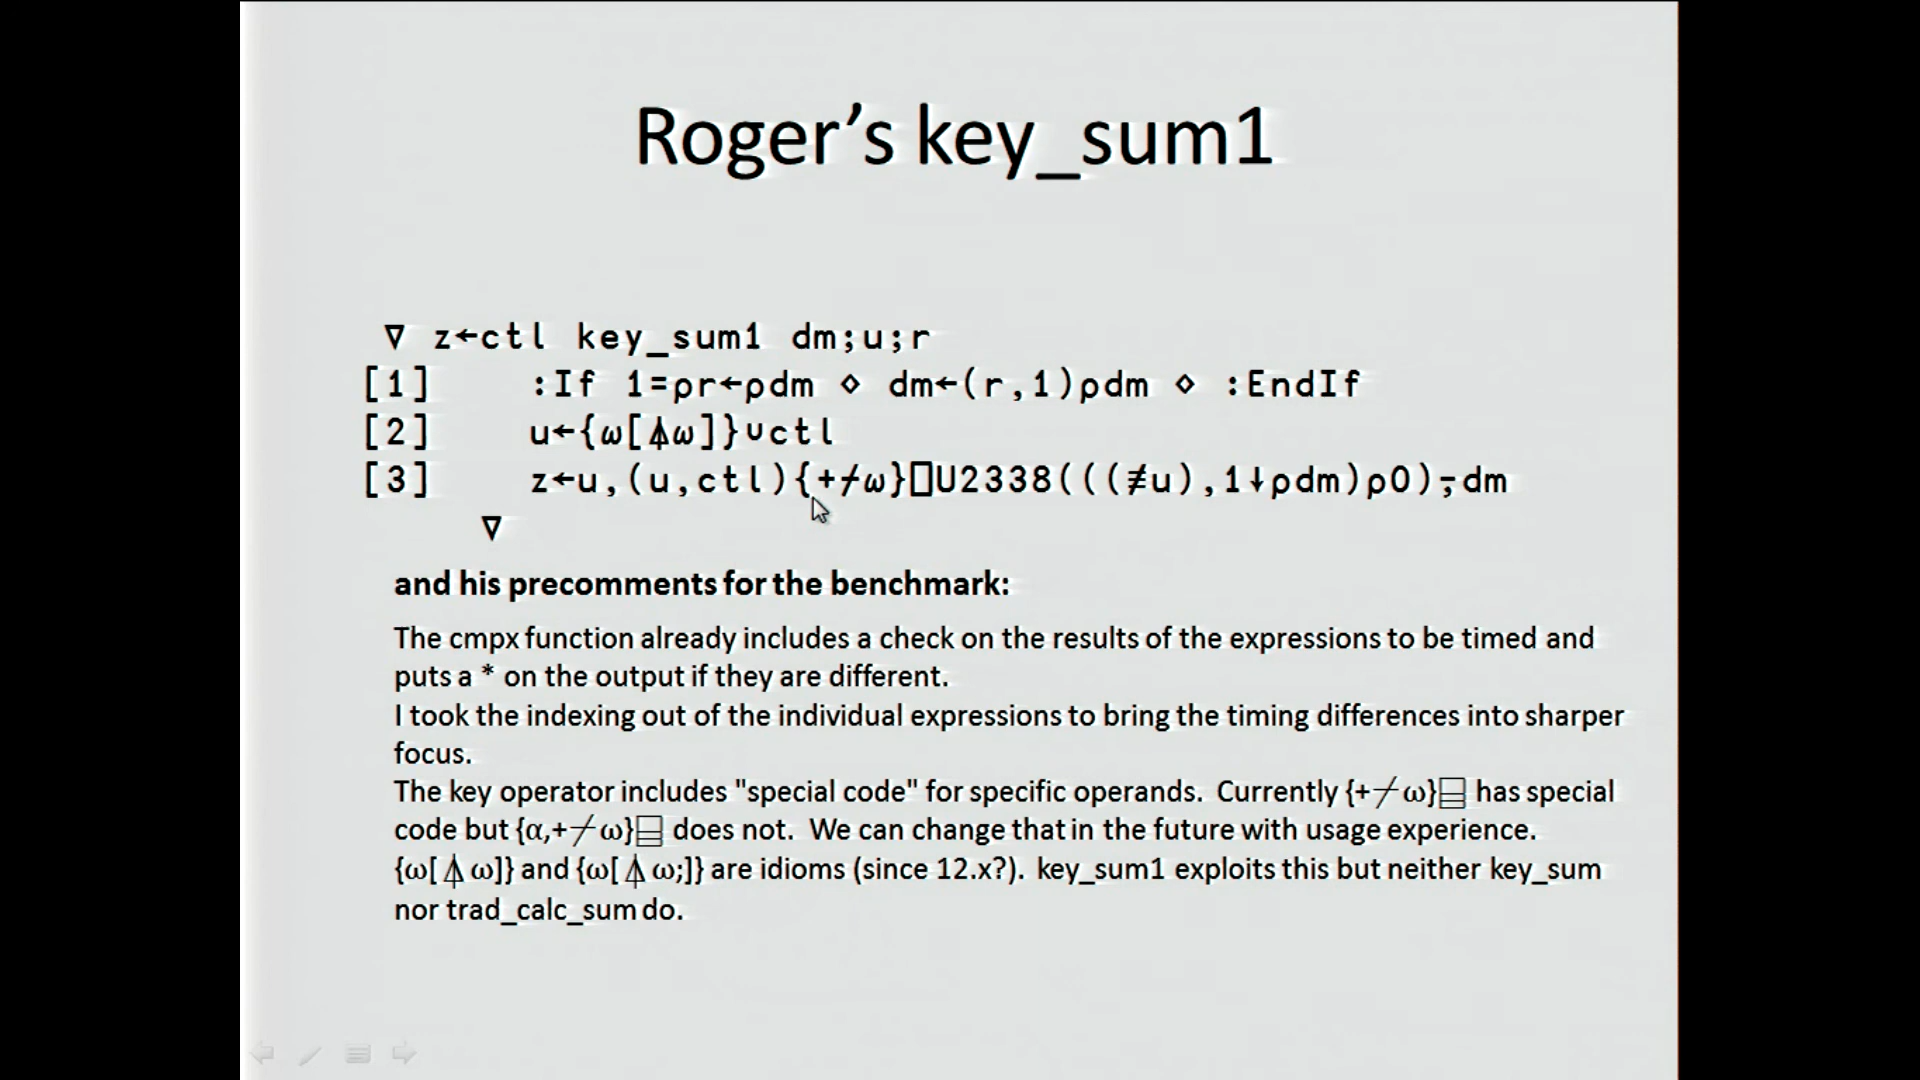 Roger's key_sum1
∇ z←ctl key_sum1 dm;u;r
[1] :If 1=⍴r←⍴dm ⋄ dm←(r,1)⍴dm ⋄ :EndIf
[2] u←{⍵[⍋⍵]}∪ctl
[3] z←u,(u,ctl){+⌿⍵}⎕U2338(((≢u),1↓⍴dm)⍴0)⍪dm
∇
and his precomments for the benchmark:
The cmpx function already includes a check on the results of the expressions to be timed and
puts a * on the output if they are different.
I took the indexing out of the individual expressions to bring the timing differences into sharper
focus.
The key operator includes "special code" for specific operands. Currently {+⌿⍵}⌸ has special
code but {⍺,+⌿⍵}⌸ does not. We can change that in the future with usage experience.
{⍵[⍋⍵]} and {⍵[⍋⍵;]} are idioms (since 12.x?). key_sum1 exploits this but neither key_sum
nor trad_calc_sum do.